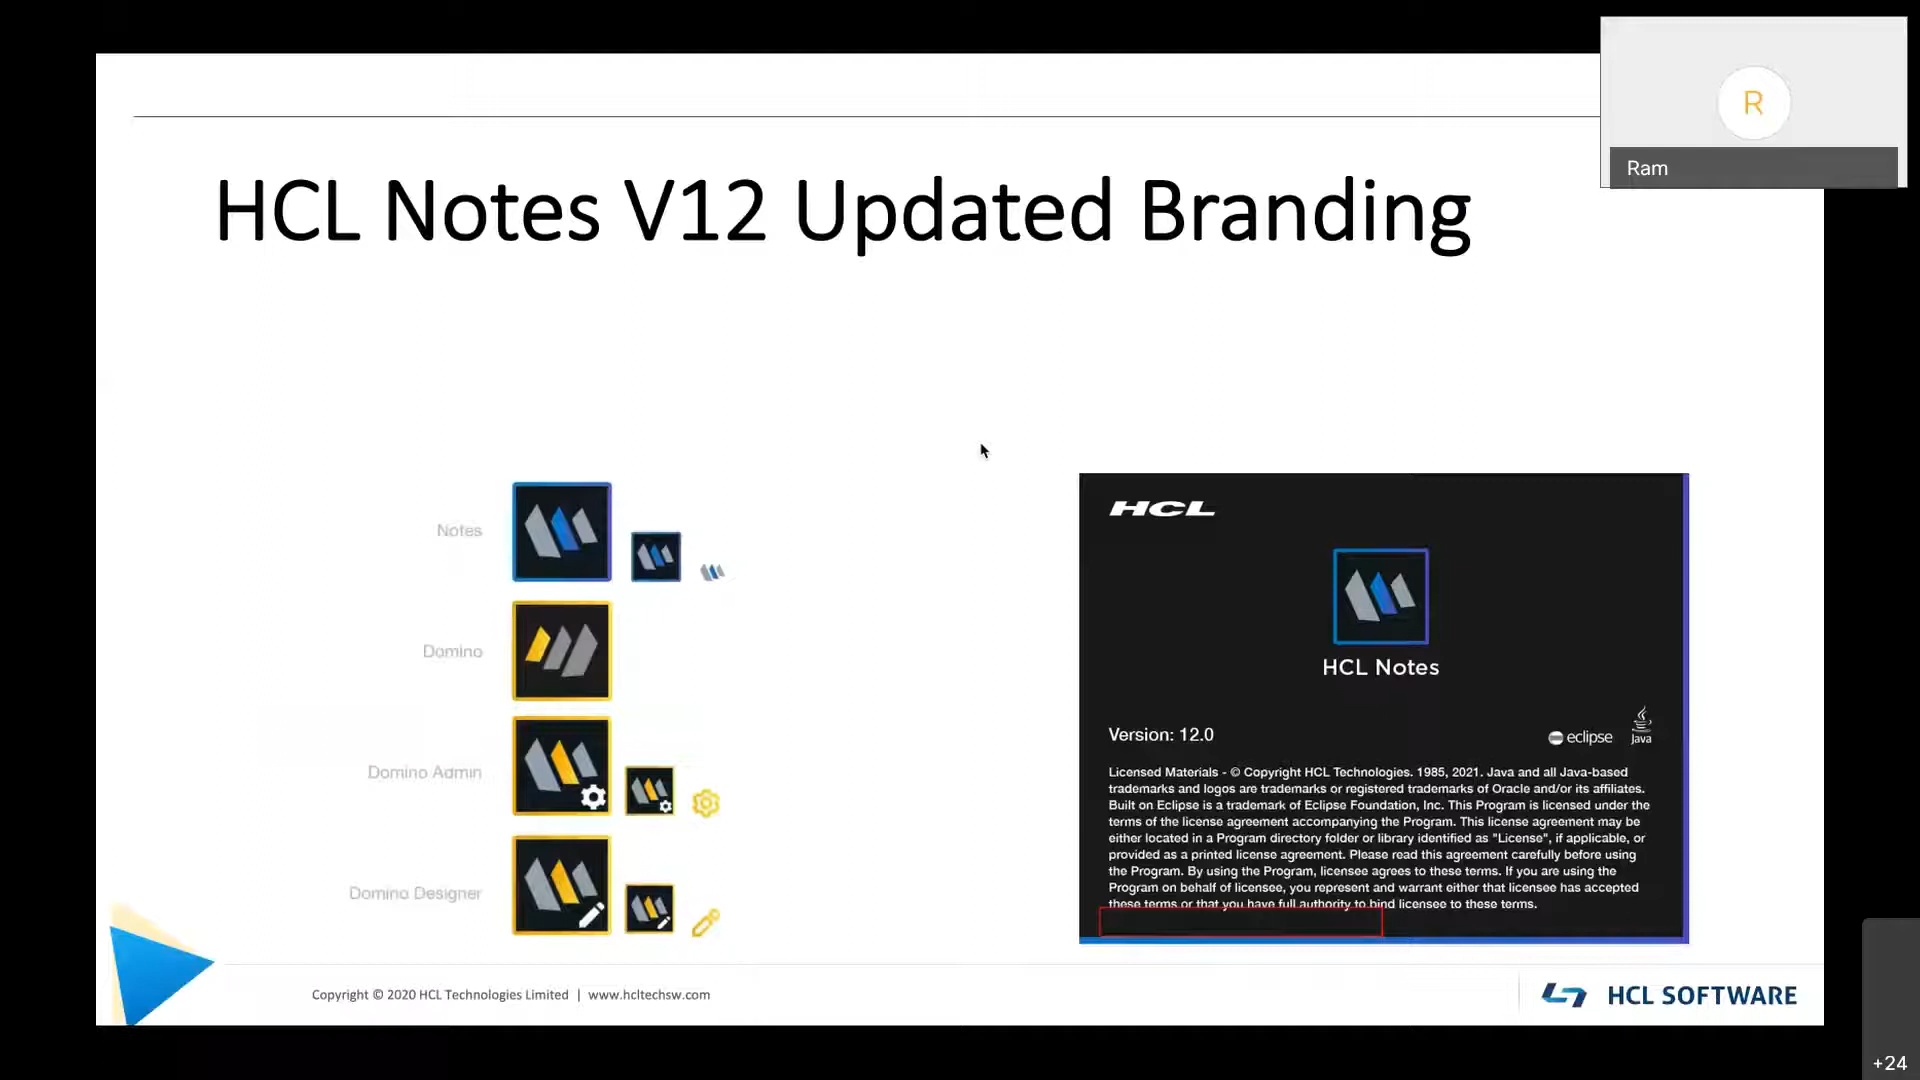 R
Ram
HCL Notes V12 Updated Branding
Notes
Domino
Domino Admin
Domino Designer
HCL
HCL Notes
Version: 12.0
eclipse
Java
Licensed Materials - © Copyright HCL Technologies. 1985, 2021. Java and all Java-based
trademarks and logos are trademarks or registered trademarks of Oracle and/or its affiliates.
Built on Eclipse is a trademark of Eclipse Foundation, Inc. This Program is licensed under the
terms of the license agreement accompanying the Program. This license agreement may be
either located in a Program directory folder or library identified as "License", if applicable, or
provided as a printed license agreement. Please read this agreement carefully before using
the Program. By using the Program, licensee agrees to these terms. If you are using the
Program on behalf of licensee, you represent and warrant either that licensee has accepted
these terms or that you have full authority to bind licensee to these terms.
Copyright © 2020 HCL Technologies Limited | www.hcltechsw.com
HCL SOFTWARE
+24